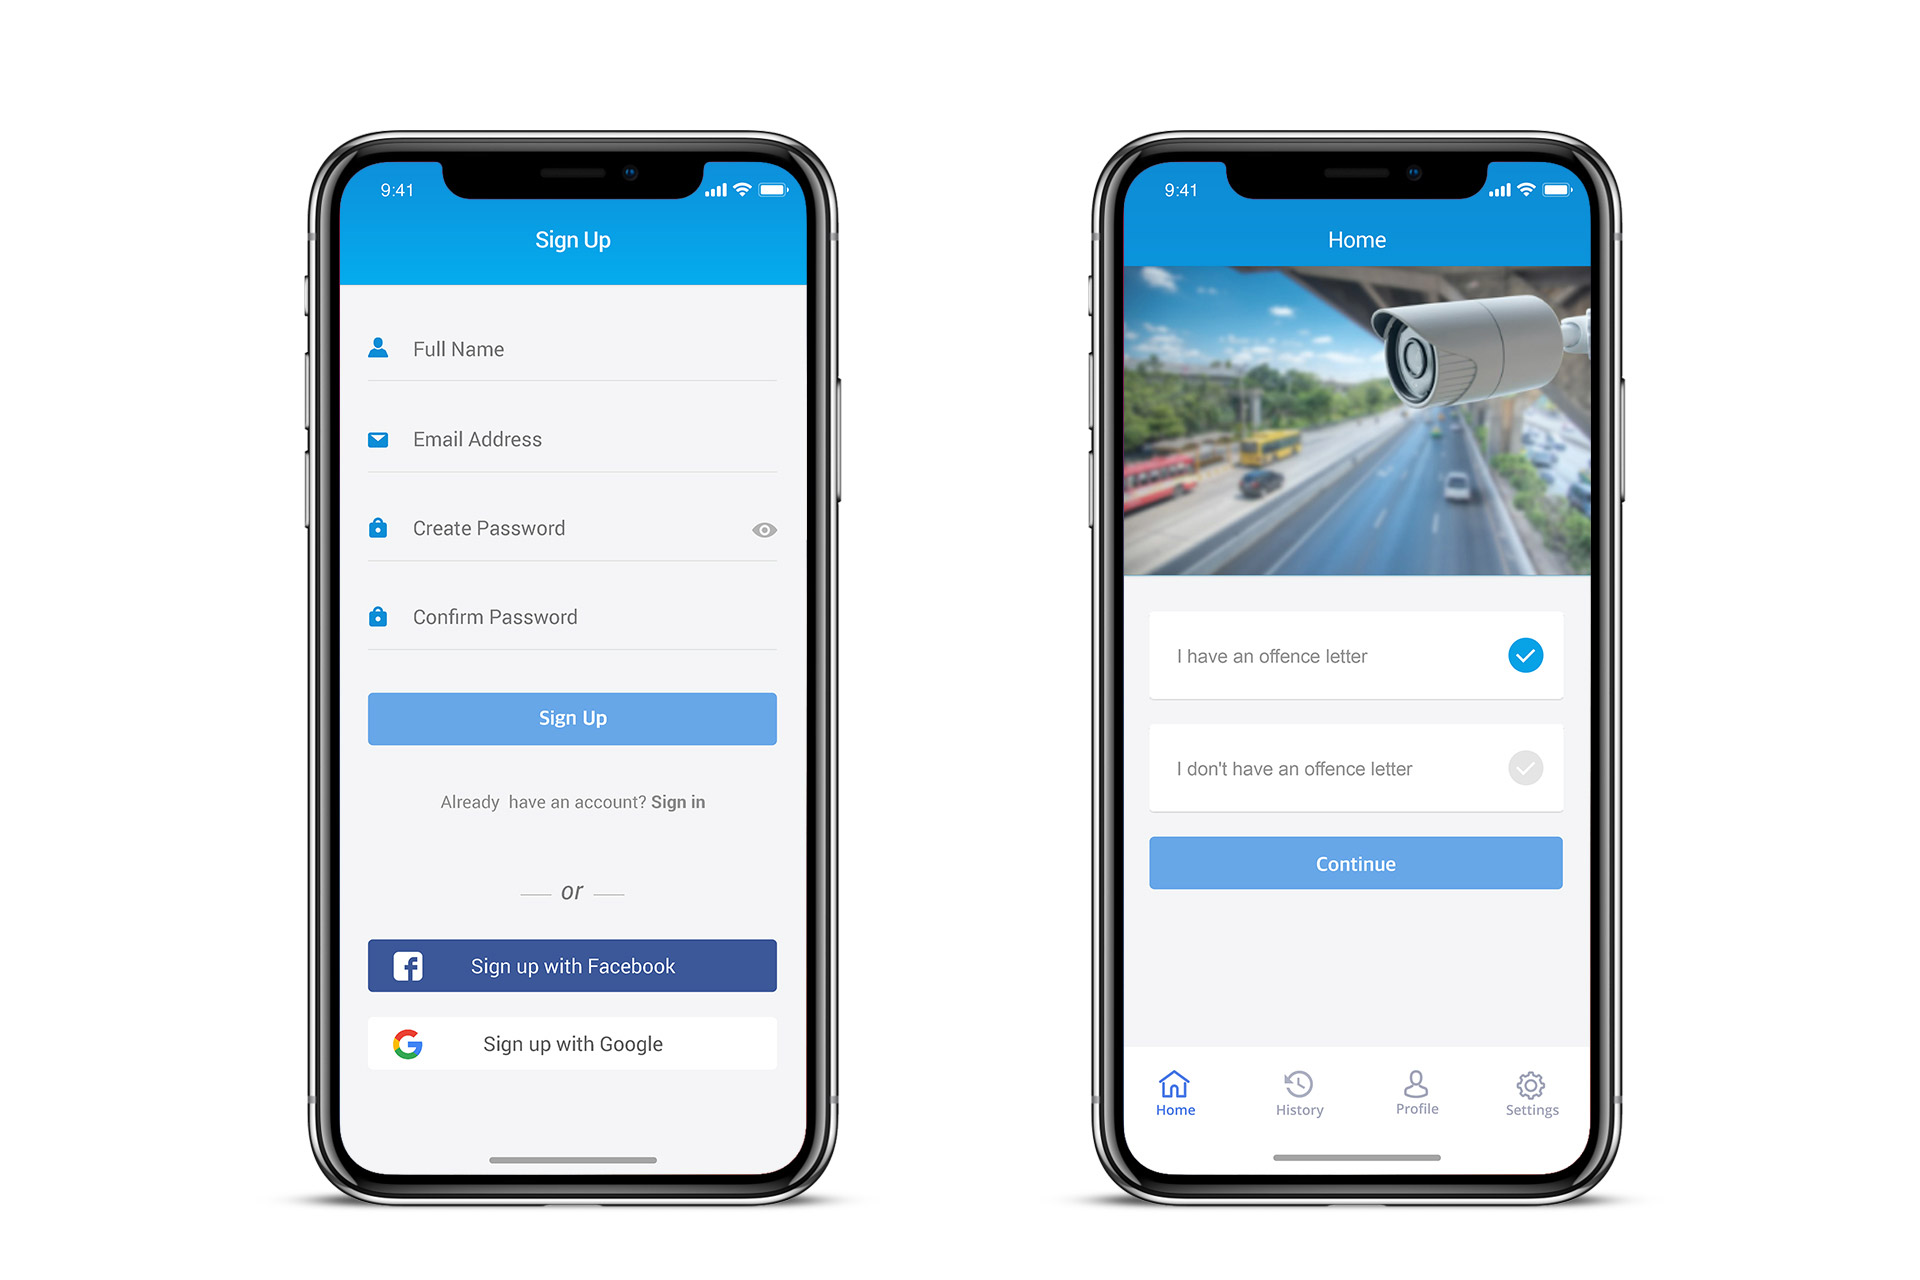 9:41
Sign Up
Full Name
Email Address
Create Password
Confirm Password
Sign Up
Already have an account? Sign in
or
Sign up with Facebook
Sign up with Google
9:41
Home
I have an offence letter
I don't have an offence letter
Continue
Home
History
Profile
Settings